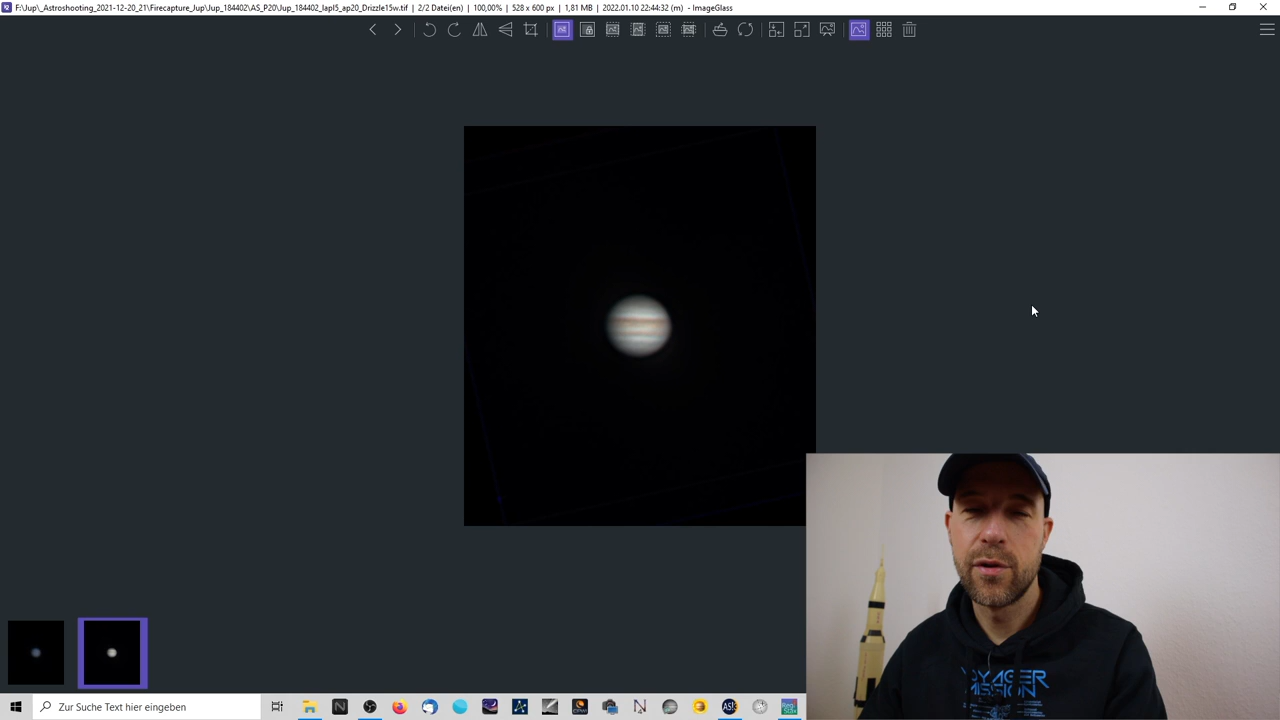 F:\Jup\_Astroshooting_2021-12-20_21\Firecapture_Jup\Jup_184402\AS_P20\Jup_184402_lapl5_ap20_Drizzle15w.tif | 2/2 Datei(en) | 100,00% | 528 x 600 px | 1,81 MB | 2022.01.10 22:44:32 (m) - ImageGlass
VOYAGER
MISSION
Zur Suche Text hier eingeben